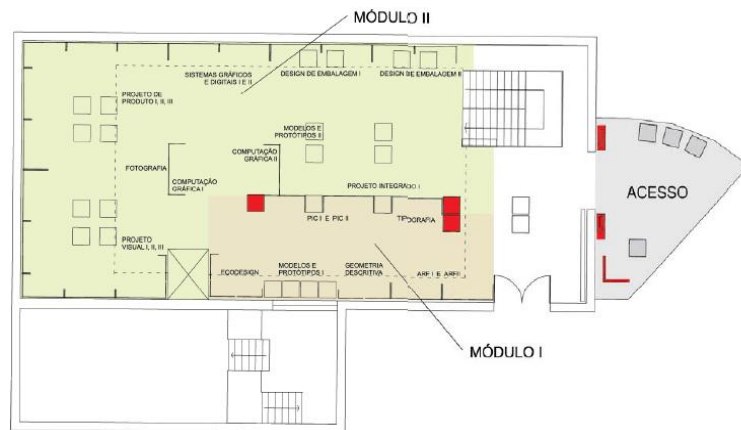 MÓDULO II
SISTEMAS GRÁFICOS
E DIGITAIS I E II
DESIGN DE EMBALAGEM I
DESIGN DE EMBALAGEM II
PROJETO DE
PRODUTO I, II, III
MODELOS E
PROTÓTIPOS II
FOTOGRAFIA
COMPUTAÇÃO
GRÁFICA II
COMPUTAÇÃO
GRÁFICA I
PROJETO INTEGRADO I
ACESSO
PIC I E PIC II
TIPOGRAFIA
PROJETO
VISUAL I, II, III
ECODESIGN
MODELOS E
PROTÓTIPOS I
GEOMETRIA
DESCRITIVA
ARF I E ARFII
MÓDULO I